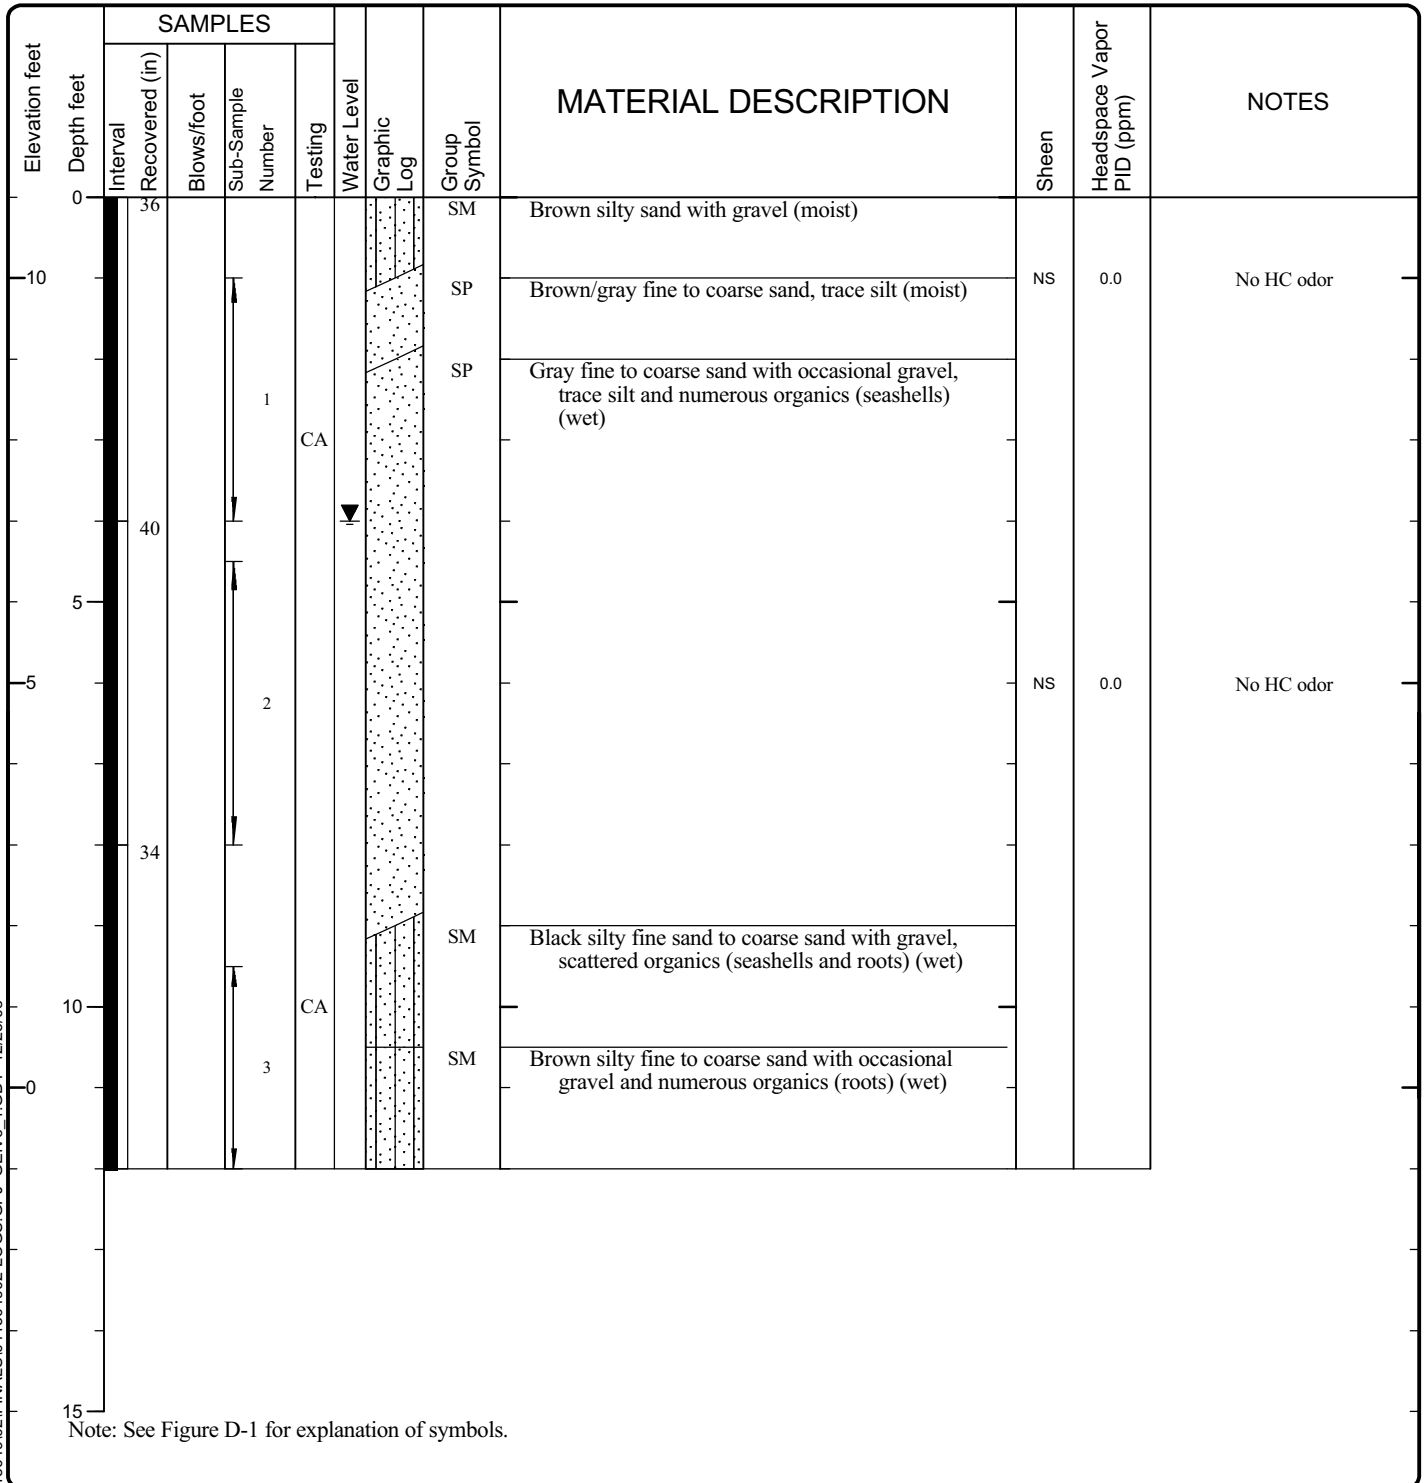 SAMPLES
Elevation feet
Depth feet
Interval
Recovered (in)
Blows/foot
Sub-Sample
Number
Testing
Water Level
Graphic
Log
Group
Symbol
MATERIAL DESCRIPTION
Sheen
Headspace Vapor
PID (ppm)
NOTES
0
36
SM
Brown silty sand with gravel (moist)
10
NS
0.0
No HC odor
SP
Brown/gray fine to coarse sand, trace silt (moist)
SP
Gray fine to coarse sand with occasional gravel,
trace silt and numerous organics (seashells)
(wet)
1
CA
40
5
5
NS
0.0
No HC odor
2
34
SM
Black silty fine sand to coarse sand with gravel,
scattered organics (seashells and roots) (wet)
10
CA
SM
Brown silty fine to coarse sand with occasional
gravel and numerous organics (roots) (wet)
3
0
15
Note: See Figure D-1 for explanation of symbols.